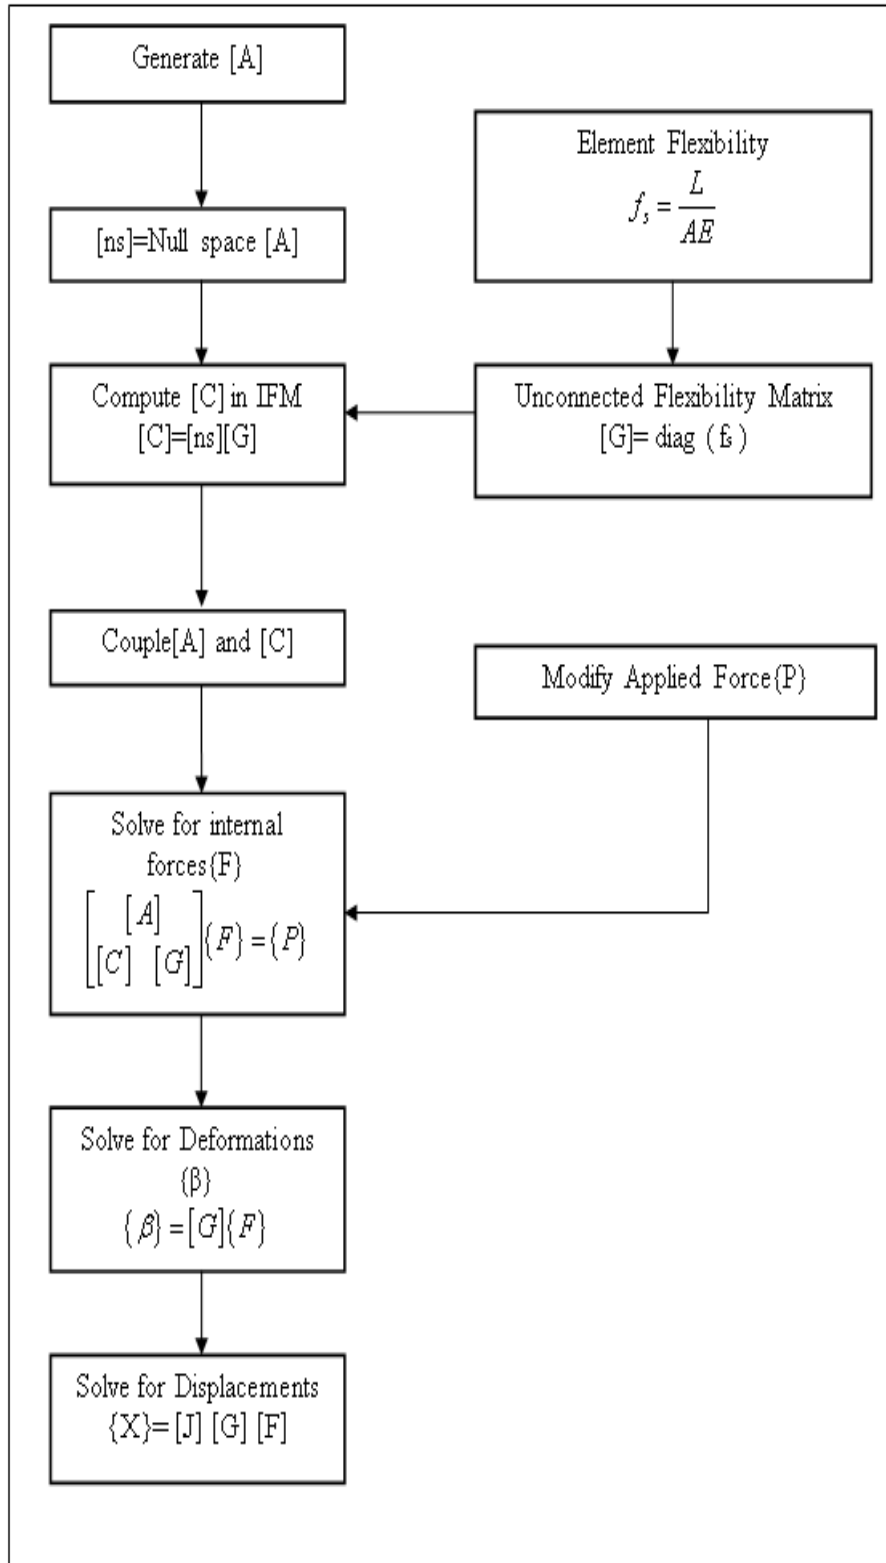 Generate [A]
Element Flexibility
f_s = L/AE
[ns]=Null space [A]
Compute [C] in IFM
[C]=[ns][G]
Unconnected Flexibility Matrix
[G]= diag (fs )
Couple[A] and [C]
Modify Applied Force{P}
Solve for internal
forces{F}
[A]
[C] [G] {F} = {P}
Solve for Deformations
{β}
{β} = [G]{F}
Solve for Displacements
{X}= [J] [G] [F]